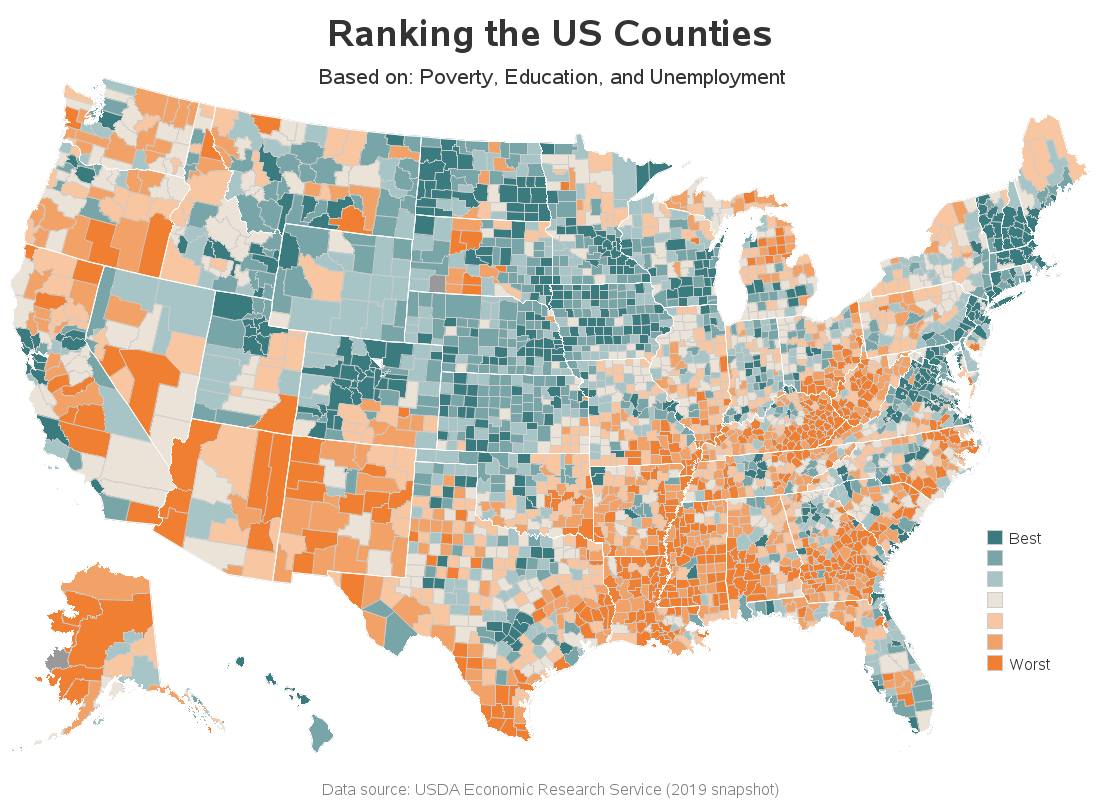 Ranking the US Counties
Based on: Poverty, Education, and Unemployment
Best
Worst
Data source: USDA Economic Research Service (2019 snapshot)